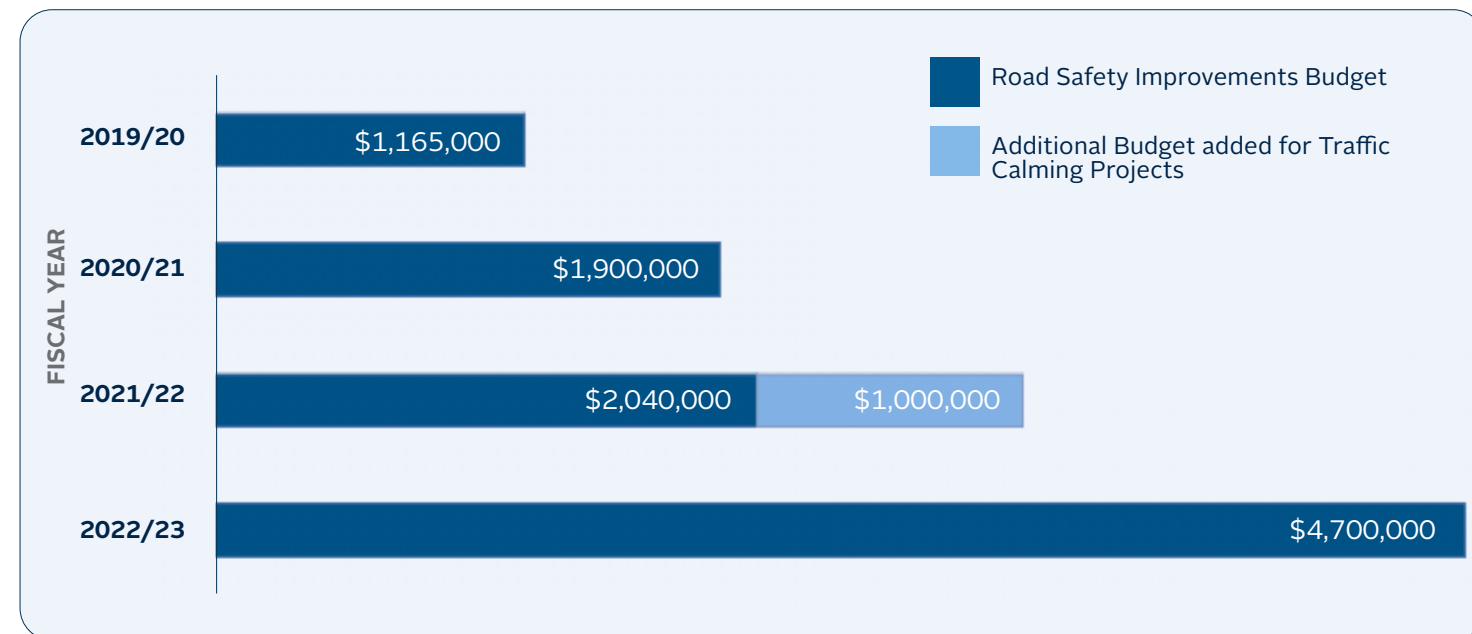 Road Safety Improvements Budget
Additional Budget added for Traffic
Calming Projects
FISCAL YEAR
2019/20
$1,165,000
2020/21
$1,900,000
2021/22
$2,040,000
$1,000,000
2022/23
$4,700,000